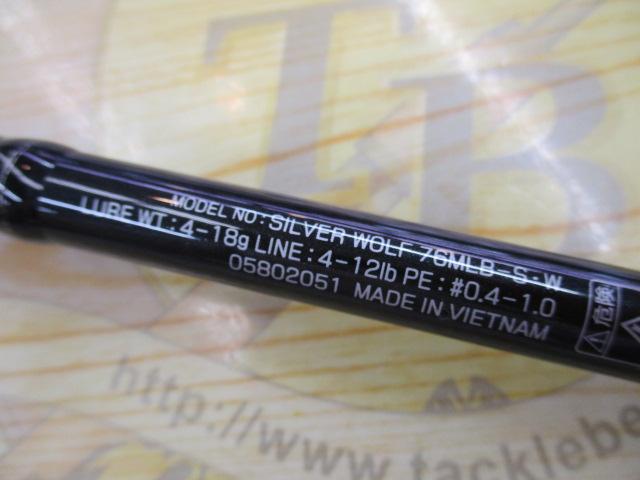 TB
MODEL NO : SILVER WOLF 76MLB-S・W
LURE WT : 4-18g LINE : 4-12lb PE : #0.4-1.0
05802051 MADE IN VIETNAM
⚠危険
http://www.tacklebe